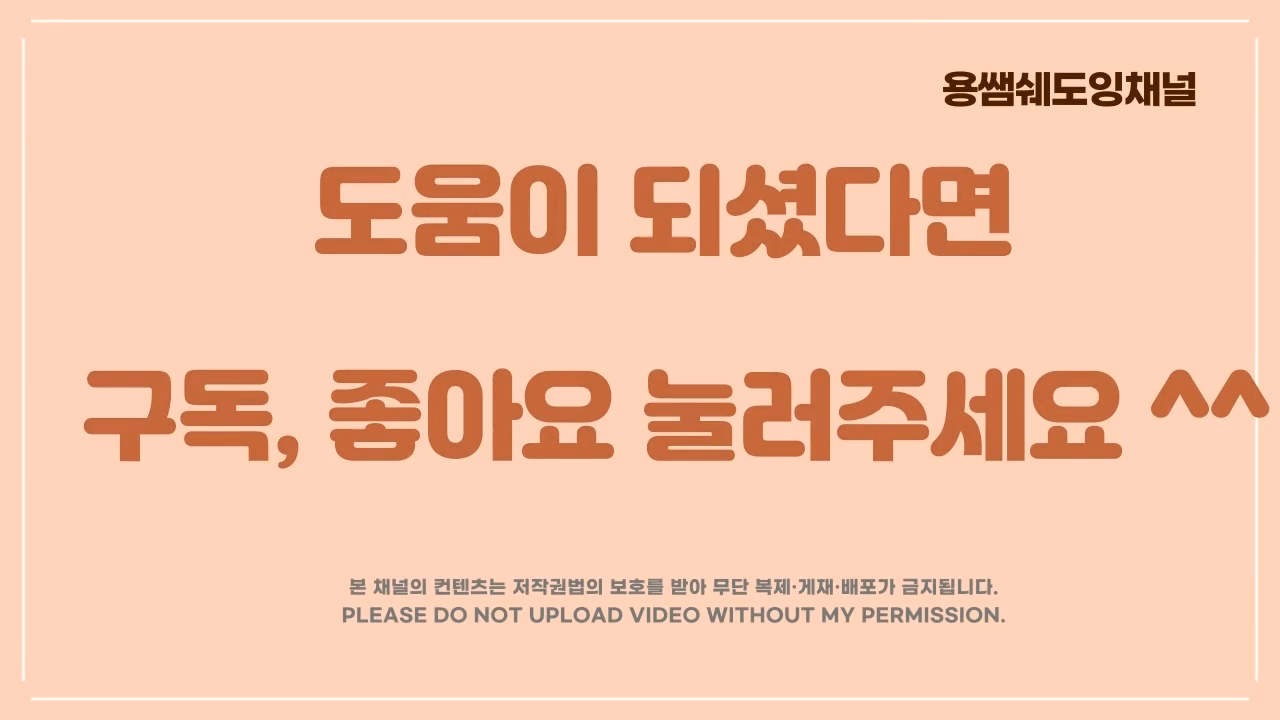 용쌤쉐도잉채널
도움이 되셨다면
구독, 좋아요 눌러주세요 ^^
본 채널의 컨텐츠는 저작권법의 보호를 받아 무단 복제·게재·배포가 금지됩니다.
PLEASE DO NOT UPLOAD VIDEO WITHOUT MY PERMISSION.